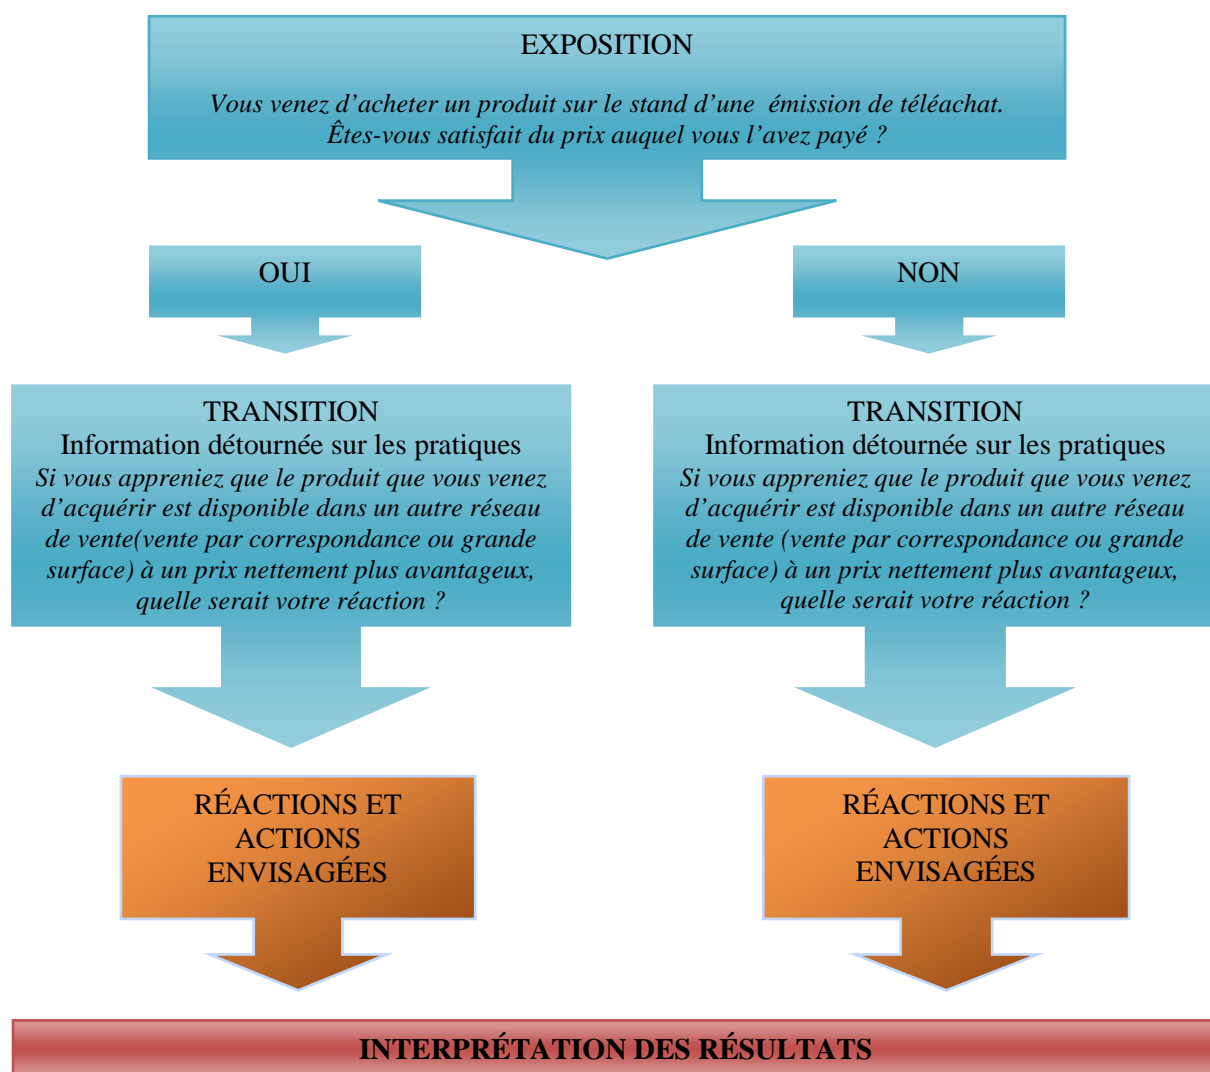 EXPOSITION
Vous venez d’acheter un produit sur le stand d’une  émission de téléachat.
Êtes-vous satisfait du prix auquel vous l’avez payé ?
OUI
NON
TRANSITION
Information détournée sur les pratiques
Si vous appreniez que le produit que vous venez
d’acquérir est disponible dans un autre réseau
de vente(vente par correspondance ou grande
surface) à un prix nettement plus avantageux,
quelle serait votre réaction ?
TRANSITION
Information détournée sur les pratiques
Si vous appreniez que le produit que vous venez
d’acquérir est disponible dans un autre réseau
de vente (vente par correspondance ou grande
surface) à un prix nettement plus avantageux,
quelle serait votre réaction ?
RÉACTIONS ET
ACTIONS
ENVISAGÉES
RÉACTIONS ET
ACTIONS
ENVISAGÉES
INTERPRÉTATION DES RÉSULTATS